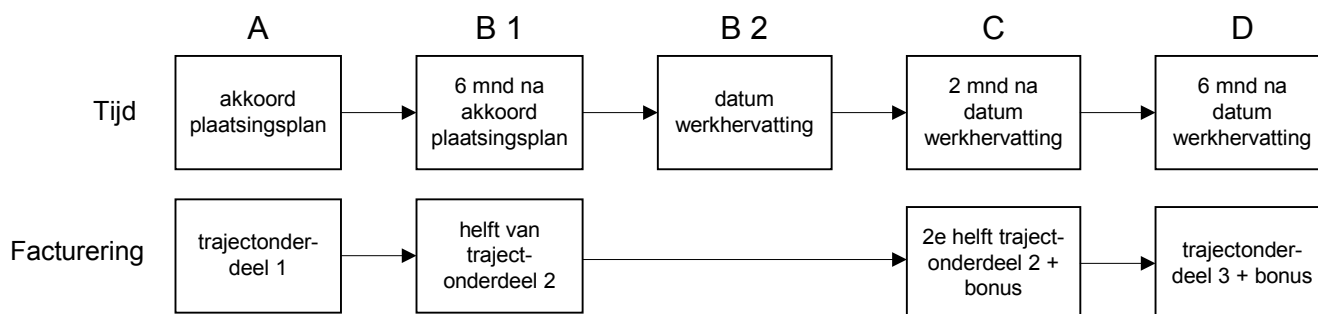 A
B 1
B 2
C
D
Tijd
akkoord
plaatsingsplan
6 mnd na
akkoord
plaatsingsplan
datum
werkhervatting
2 mnd na
datum
werkhervatting
6 mnd na
datum
werkhervatting
Facturering
trajectonder-
deel 1
helft van
traject-
onderdeel 2
2e helft traject-
onderdeel 2 +
bonus
trajectonder-
deel 3 + bonus